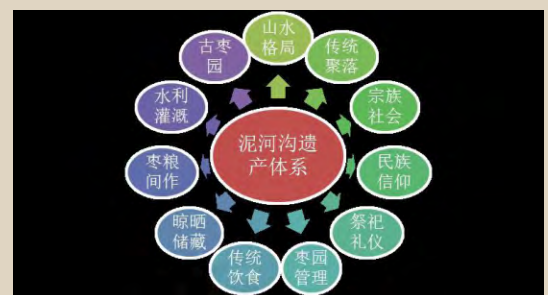 山水
格局
传统
聚落
宗族
社会
民族
信仰
祭祀
礼仪
枣园
管理
传统
饮食
晾晒
储藏
枣粮
间作
水利
灌溉
古枣
园
泥河沟遗
产体系